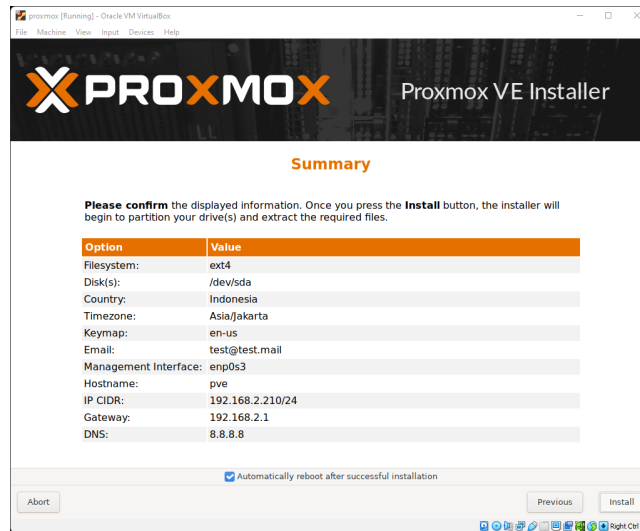 proxmox [Running] - Oracle VM VirtualBox
File Machine View Input Devices Help
PROXMOX
Proxmox VE Installer
Summary
Please confirm the displayed information. Once you press the Install button, the installer will
begin to partition your drive(s) and extract the required files.
Option Value
Filesystem: ext4
Disk(s): /dev/sda
Country: Indonesia
Timezone: Asia/Jakarta
Keymap: en-us
Email: test@test.mail
Management Interface: enp0s3
Hostname: pve
IP CIDR: 192.168.2.210/24
Gateway: 192.168.2.1
DNS: 8.8.8.8
Automatically reboot after successful installation
Abort Previous Install
Right Ctrl